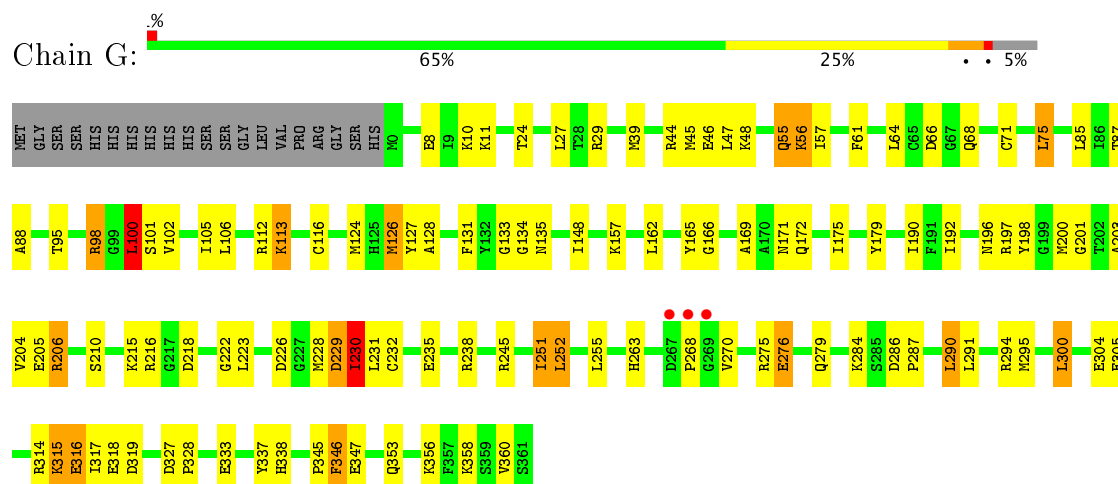 .%
Chain G:
65% 25% • • 5%
MET GLY SER SER HIS HIS HIS HIS HIS HIS HIS SER SER GLY LEU VAL PRO ARG GLY SER HIS M0 E8 I9 K10 K11 T24 L27 T28 R29 M39 R44 M45 E46 L47 K48 Q55 K56 I57 F61 L64 C65 D66 G67 Q68 C71 L75 L85 I86 T87
A88 T95 R98 G99 L100 S101 V102 I105 L106 R112 K113 C116 M124 H125 M126 Y127 A128 F131 Y132 G133 G134 N135 I148 K157 L162 Y165 G166 A169 A170 N171 Q172 I175 Y179 I190 F191 I192 N196 R197 Y198 G199 M200 G201 T202 A203
V204 E205 R206 S210 K215 R216 G217 D218 G222 L223 D226 G227 M228 D229 I230 L231 C232 E235 R238 R245 I251 L252 L255 H263 D267 P268 G269 V270 R275 E276 Q279 K284 S285 D286 P287 L290 L291 R294 M295 L300 E304
R314 K315 E316 I317 E318 D319 D327 P328 E333 Y337 H338 P345 F346 E347 Q353 K356 F357 K358 S359 V360 S361